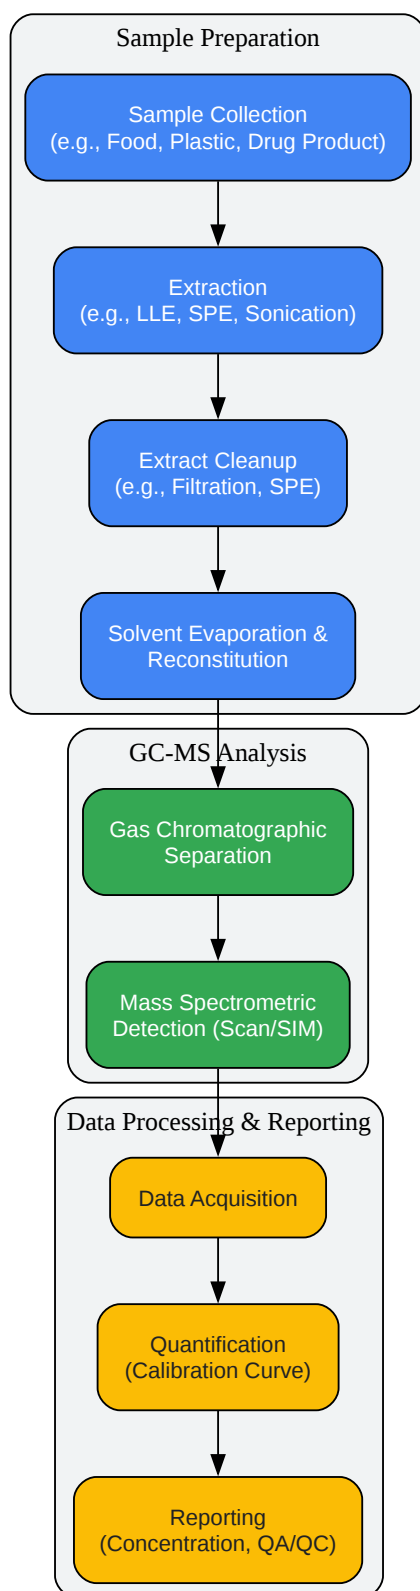 Sample Preparation
Sample Collection
(e.g., Food, Plastic, Drug Product)
Extraction
(e.g., LLE, SPE, Sonication)
Extract Cleanup
(e.g., Filtration, SPE)
Solvent Evaporation &
Reconstitution
GC-MS Analysis
Gas Chromatographic
Separation
Mass Spectrometric
Detection (Scan/SIM)
Data Processing & Reporting
Data Acquisition
Quantification
(Calibration Curve)
Reporting
(Concentration, QA/QC)